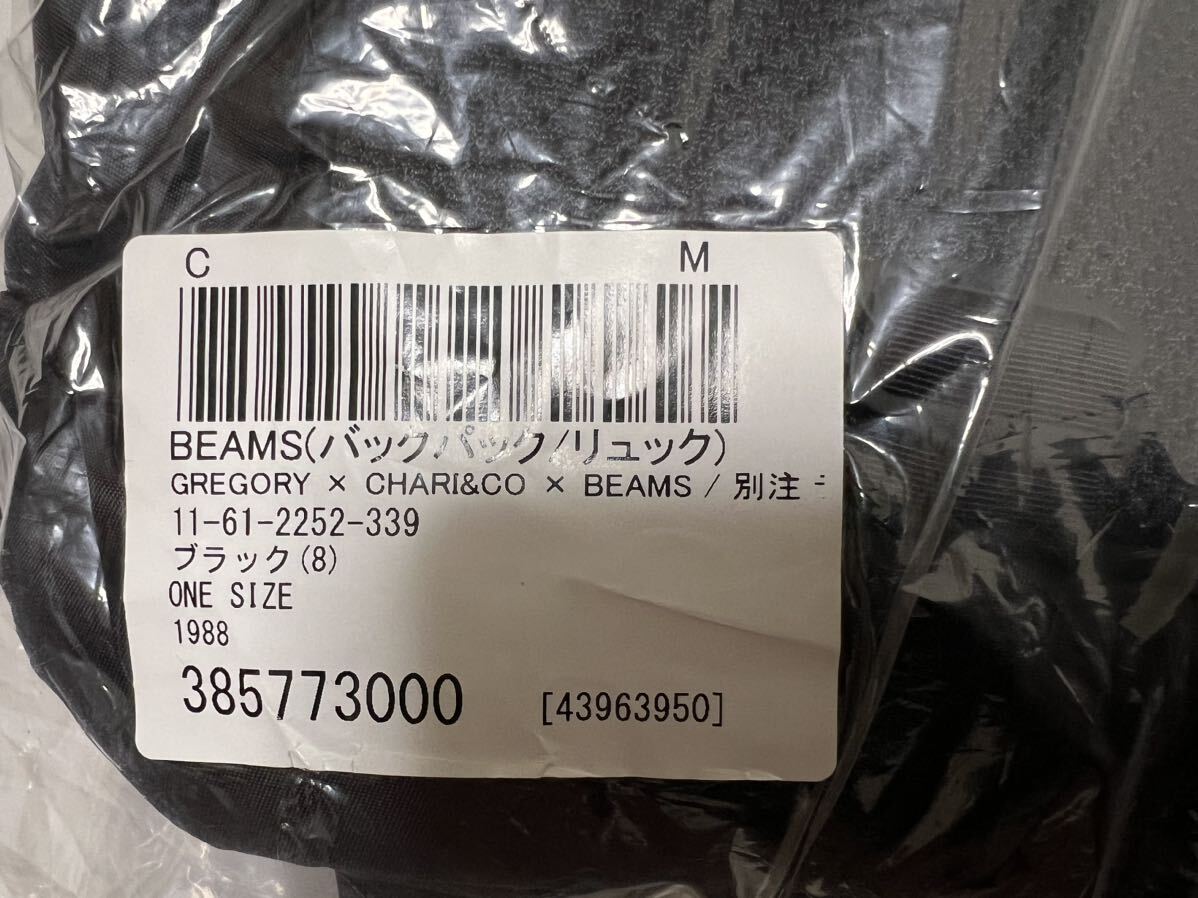 C M
BEAMS(バックパック/リュック)
GREGORY × CHARI&CO × BEAMS / 別注
11-61-2252-339
ブラック(8)
ONE SIZE
1988
385773000 [43963950]